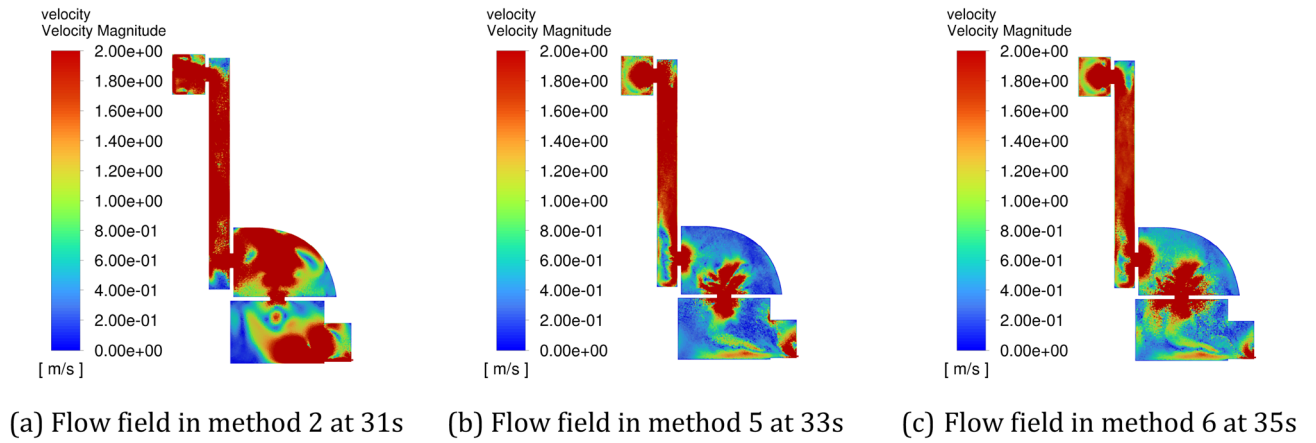 velocity
Velocity Magnitude
2.00e+00
1.80e+00
1.60e+00
1.40e+00
1.20e+00
1.00e+00
8.00e-01
6.00e-01
4.00e-01
2.00e-01
0.00e+00
[ m/s ]
(a) Flow field in method 2 at 31s
velocity
Velocity Magnitude
2.00e+00
1.80e+00
1.60e+00
1.40e+00
1.20e+00
1.00e+00
8.00e-01
6.00e-01
4.00e-01
2.00e-01
0.00e+00
[ m/s ]
(b) Flow field in method 5 at 33s
velocity
Velocity Magnitude
2.00e+00
1.80e+00
1.60e+00
1.40e+00
1.20e+00
1.00e+00
8.00e-01
6.00e-01
4.00e-01
2.00e-01
0.00e+00
[ m/s ]
(c) Flow field in method 6 at 35s